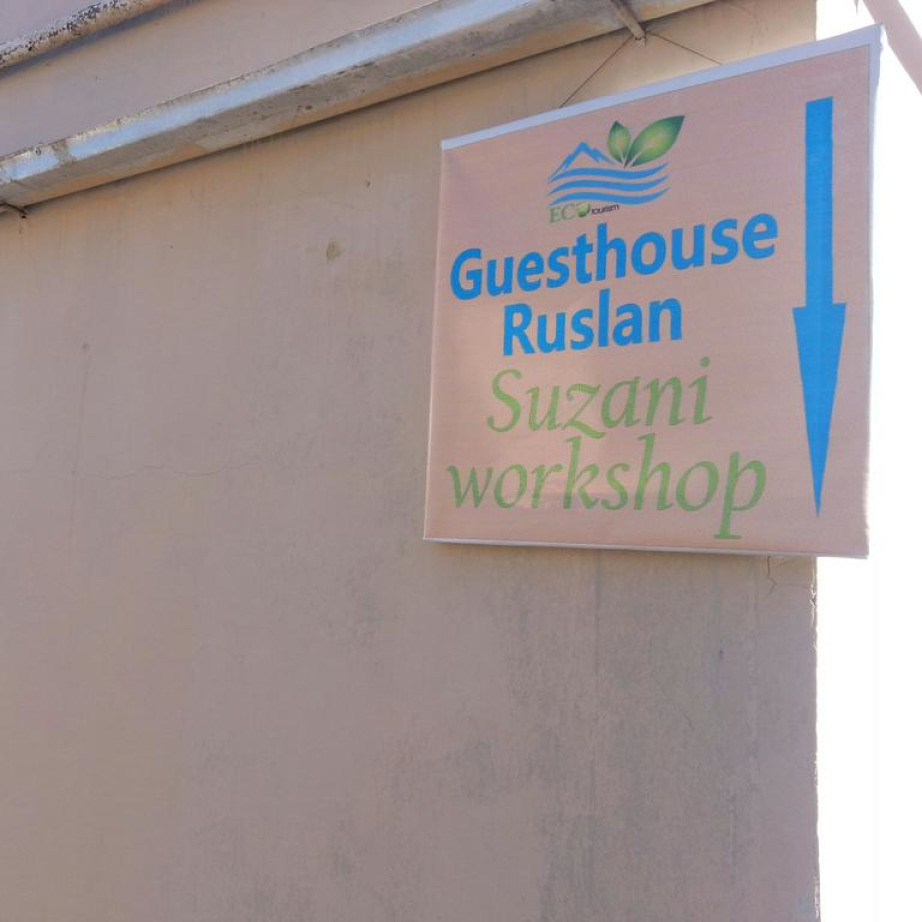 ECO tourism
Guesthouse
Ruslan
Suzani
workshop